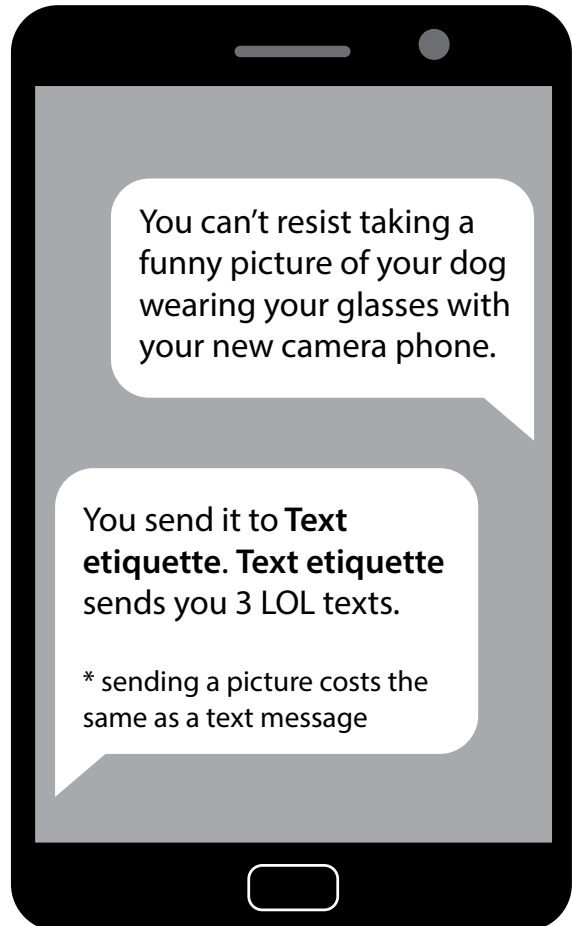 You can’t resist taking a
funny picture of your dog
wearing your glasses with
your new camera phone.
You send it to Text
etiquette. Text etiquette
sends you 3 LOL texts.
* sending a picture costs the
same as a text message